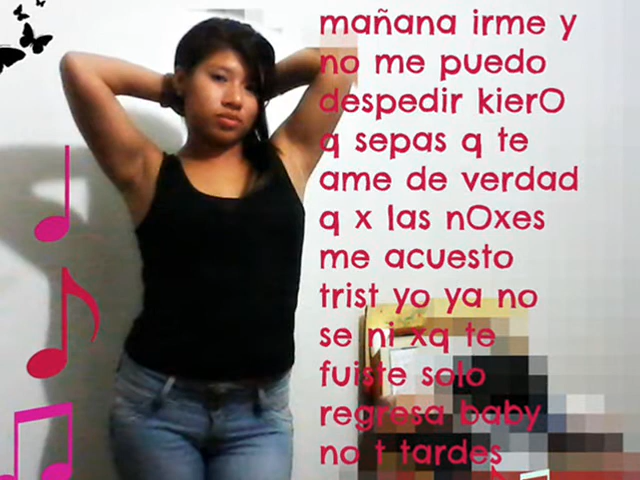 mañana irme y
no me puedo
despedir kierO
q sepas q te
ame de verdad
q x las nOxes
me acuesto
trist yo ya no
se ni xq te
fuiste solo
regresa baby
no t tardes